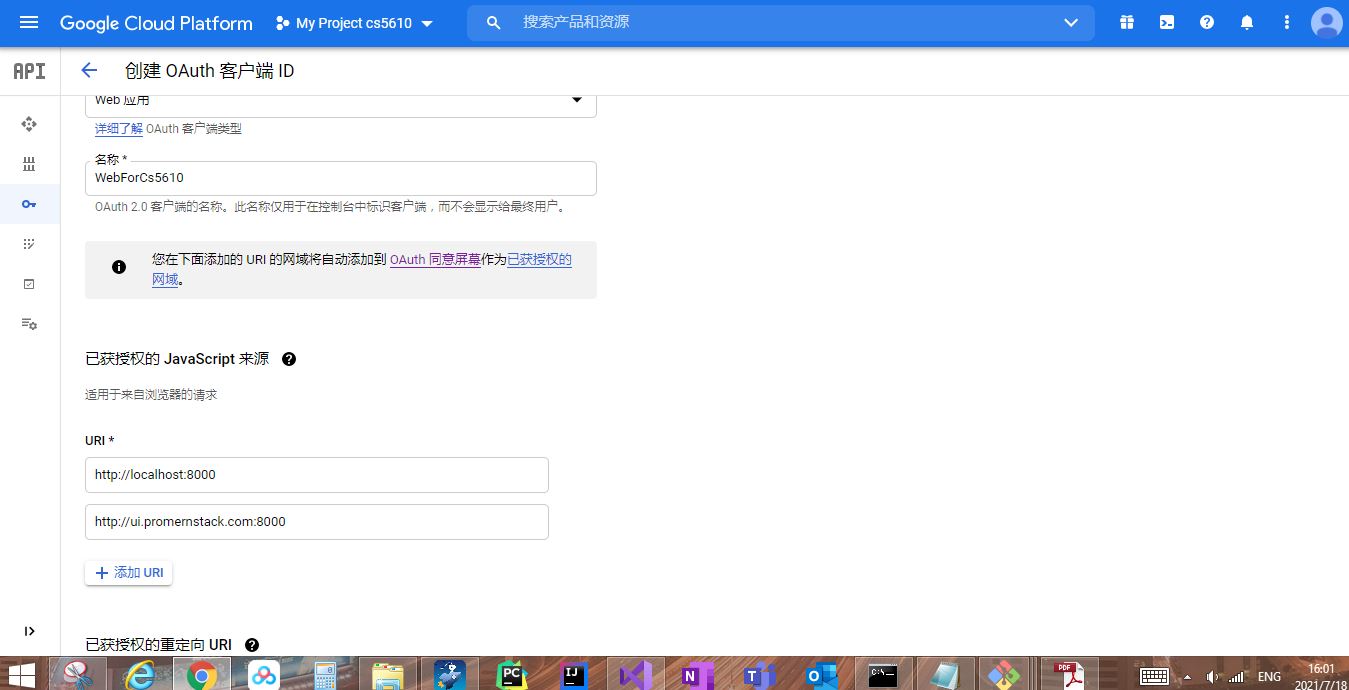 Google Cloud Platform My Project cs5610 搜索产品和资源
API 创建 OAuth 客户端 ID
Web 应用
详细了解 OAuth 客户端类型
名称 *
WebForCs5610
OAuth 2.0 客户端的名称。此名称仅用于在控制台中标识客户端，而不会显示给最终用户。
您在下面添加的 URI 的网域将自动添加到 OAuth 同意屏幕作为已获授权的
网域。
已获授权的 JavaScript 来源
适用于来自浏览器的请求
URI *
http://localhost:8000
http://ui.promernstack.com:8000
添加 URI
已获授权的重定向 URI
PC IJ N T PDF ENG 16:01
2021/7/18